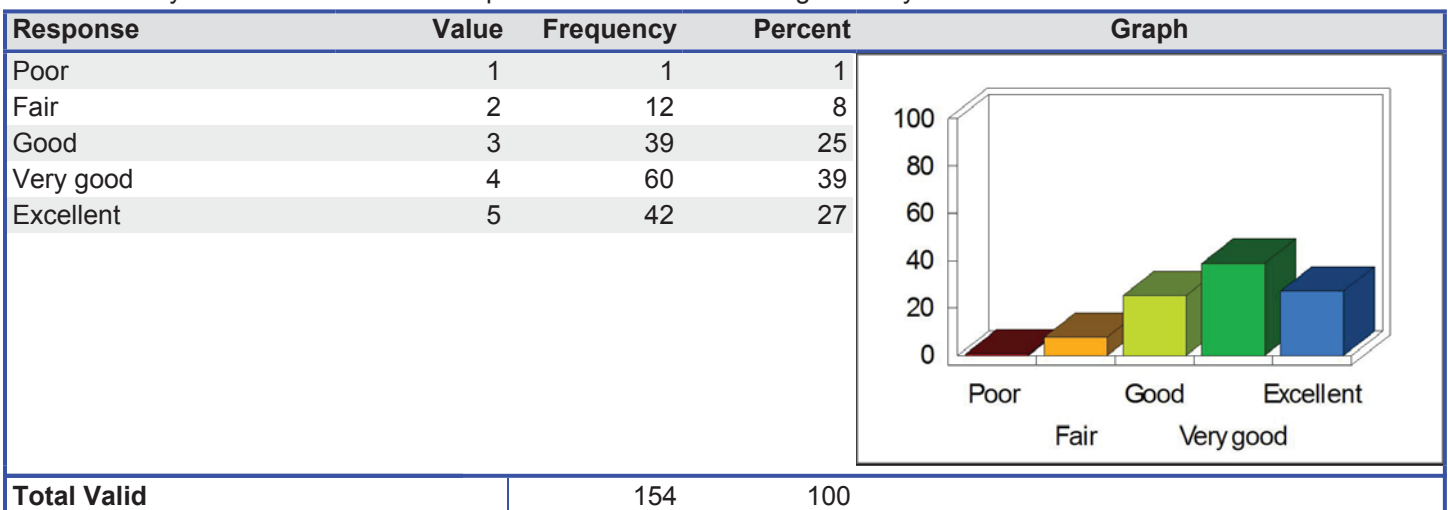 Response Value Frequency Percent Graph
Poor 1 1 1
Fair 2 12 8
Good 3 39 25
Very good 4 60 39
Excellent 5 42 27
100
80
60
40
20
0
Poor Good Excellent
Fair Very good
Total Valid 154 100